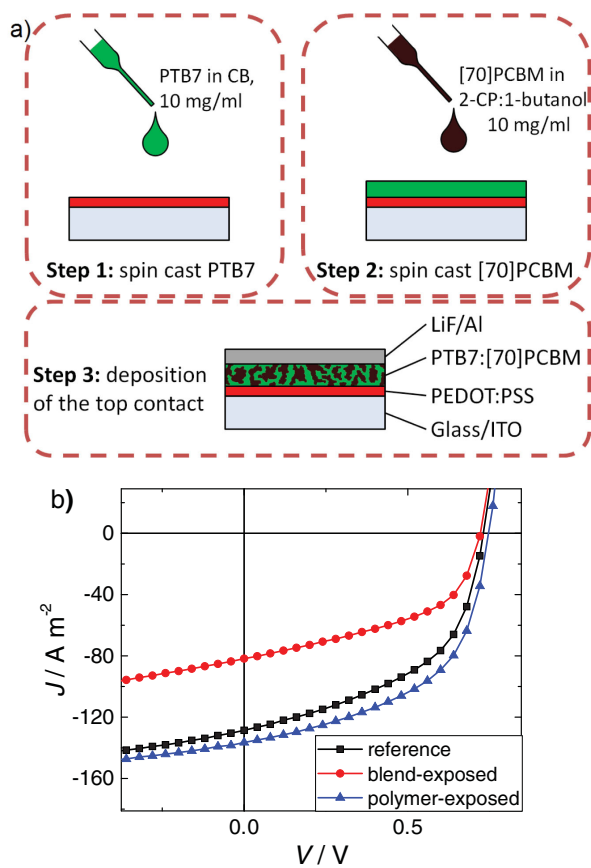 a)
PTB7 in CB,
10 mg/ml
Step 1: spin cast PTB7
[70]PCBM in
2-CP:1-butanol
10 mg/ml
Step 2: spin cast [70]PCBM
Step 3: deposition
of the top contact
LiF/Al
PTB7:[70]PCBM
PEDOT:PSS
Glass/ITO
b)
J / A m⁻²
0
-40
-80
-120
-160
0.0
0.5
V / V
reference
blend-exposed
polymer-exposed